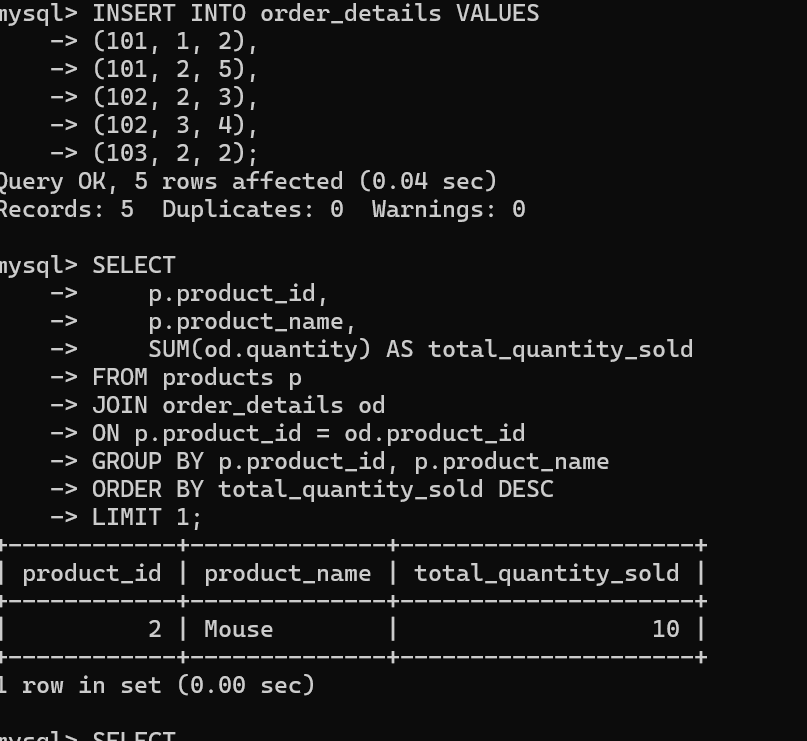 mysql> INSERT INTO order_details VALUES
    -> (101, 1, 2),
    -> (101, 2, 5),
    -> (102, 2, 3),
    -> (102, 3, 4),
    -> (103, 2, 2);
Query OK, 5 rows affected (0.04 sec)
Records: 5  Duplicates: 0  Warnings: 0

mysql> SELECT
    ->     p.product_id,
    ->     p.product_name,
    ->     SUM(od.quantity) AS total_quantity_sold
    -> FROM products p
    -> JOIN order_details od
    -> ON p.product_id = od.product_id
    -> GROUP BY p.product_id, p.product_name
    -> ORDER BY total_quantity_sold DESC
    -> LIMIT 1;
+------------+--------------+---------------------+
| product_id | product_name | total_quantity_sold |
+------------+--------------+---------------------+
|          2 | Mouse        |                  10 |
+------------+--------------+---------------------+
1 row in set (0.00 sec)

mysql> SELECT